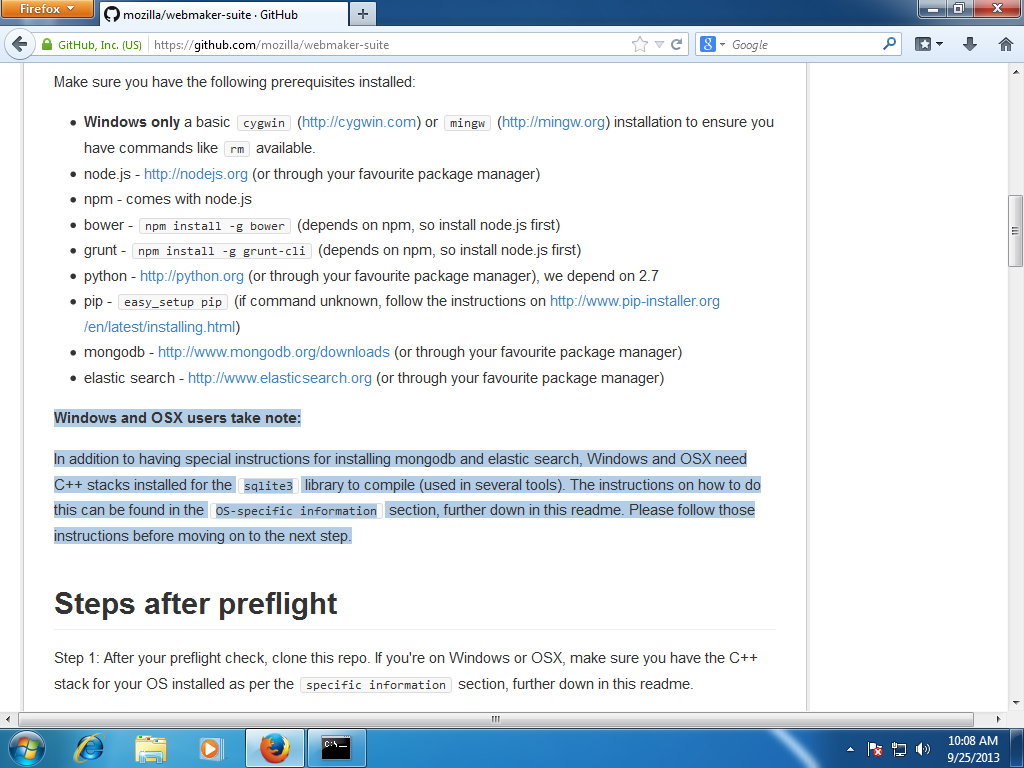 Firefox
mozilla/webmaker-suite · GitHub
GitHub, Inc. (US)
https://github.com/mozilla/webmaker-suite
Google
Make sure you have the following prerequisites installed:
Windows only a basic cygwin (http://cygwin.com) or mingw (http://mingw.org) installation to ensure you
have commands like rm available.
node.js - http://nodejs.org (or through your favourite package manager)
npm - comes with node.js
bower - npm install -g bower (depends on npm, so install node.js first)
grunt - npm install -g grunt-cli (depends on npm, so install node.js first)
python - http://python.org (or through your favourite package manager), we depend on 2.7
pip - easy_setup pip (if command unknown, follow the instructions on http://www.pip-installer.org
/en/latest/installing.html)
mongodb - http://www.mongodb.org/downloads (or through your favourite package manager)
elastic search - http://www.elasticsearch.org (or through your favourite package manager)
Windows and OSX users take note:
In addition to having special instructions for installing mongodb and elastic search, Windows and OSX need
C++ stacks installed for the sqlite3 library to compile (used in several tools). The instructions on how to do
this can be found in the OS-specific information section, further down in this readme. Please follow those
instructions before moving on to the next step.
Steps after preflight
Step 1: After your preflight check, clone this repo. If you're on Windows or OSX, make sure you have the C++
stack for your OS installed as per the specific information section, further down in this readme.
10:08 AM
9/25/2013